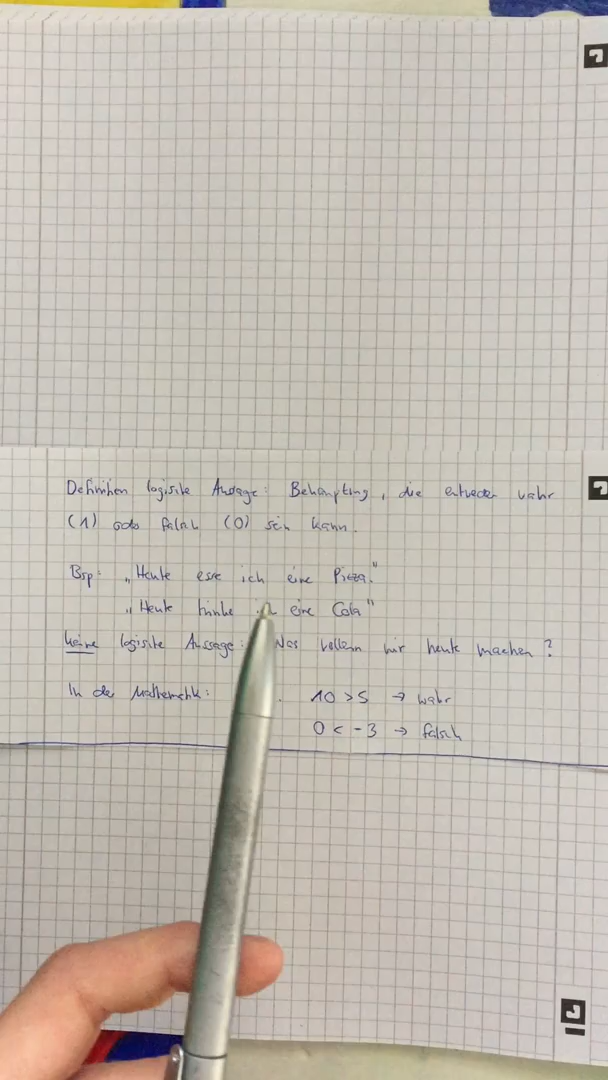 Definition logische Aussage: Behauptung, die entweder wahr
(1) oder falsch (0) sein kann.
Bsp: „Heute esse ich eine Pizza."
„Heute trinke ich eine Cola"
keine logische Aussage: Was wollen wir heute machen?
In der Mathematik: 10 > 5 → wahr
0 < -3 → falsch